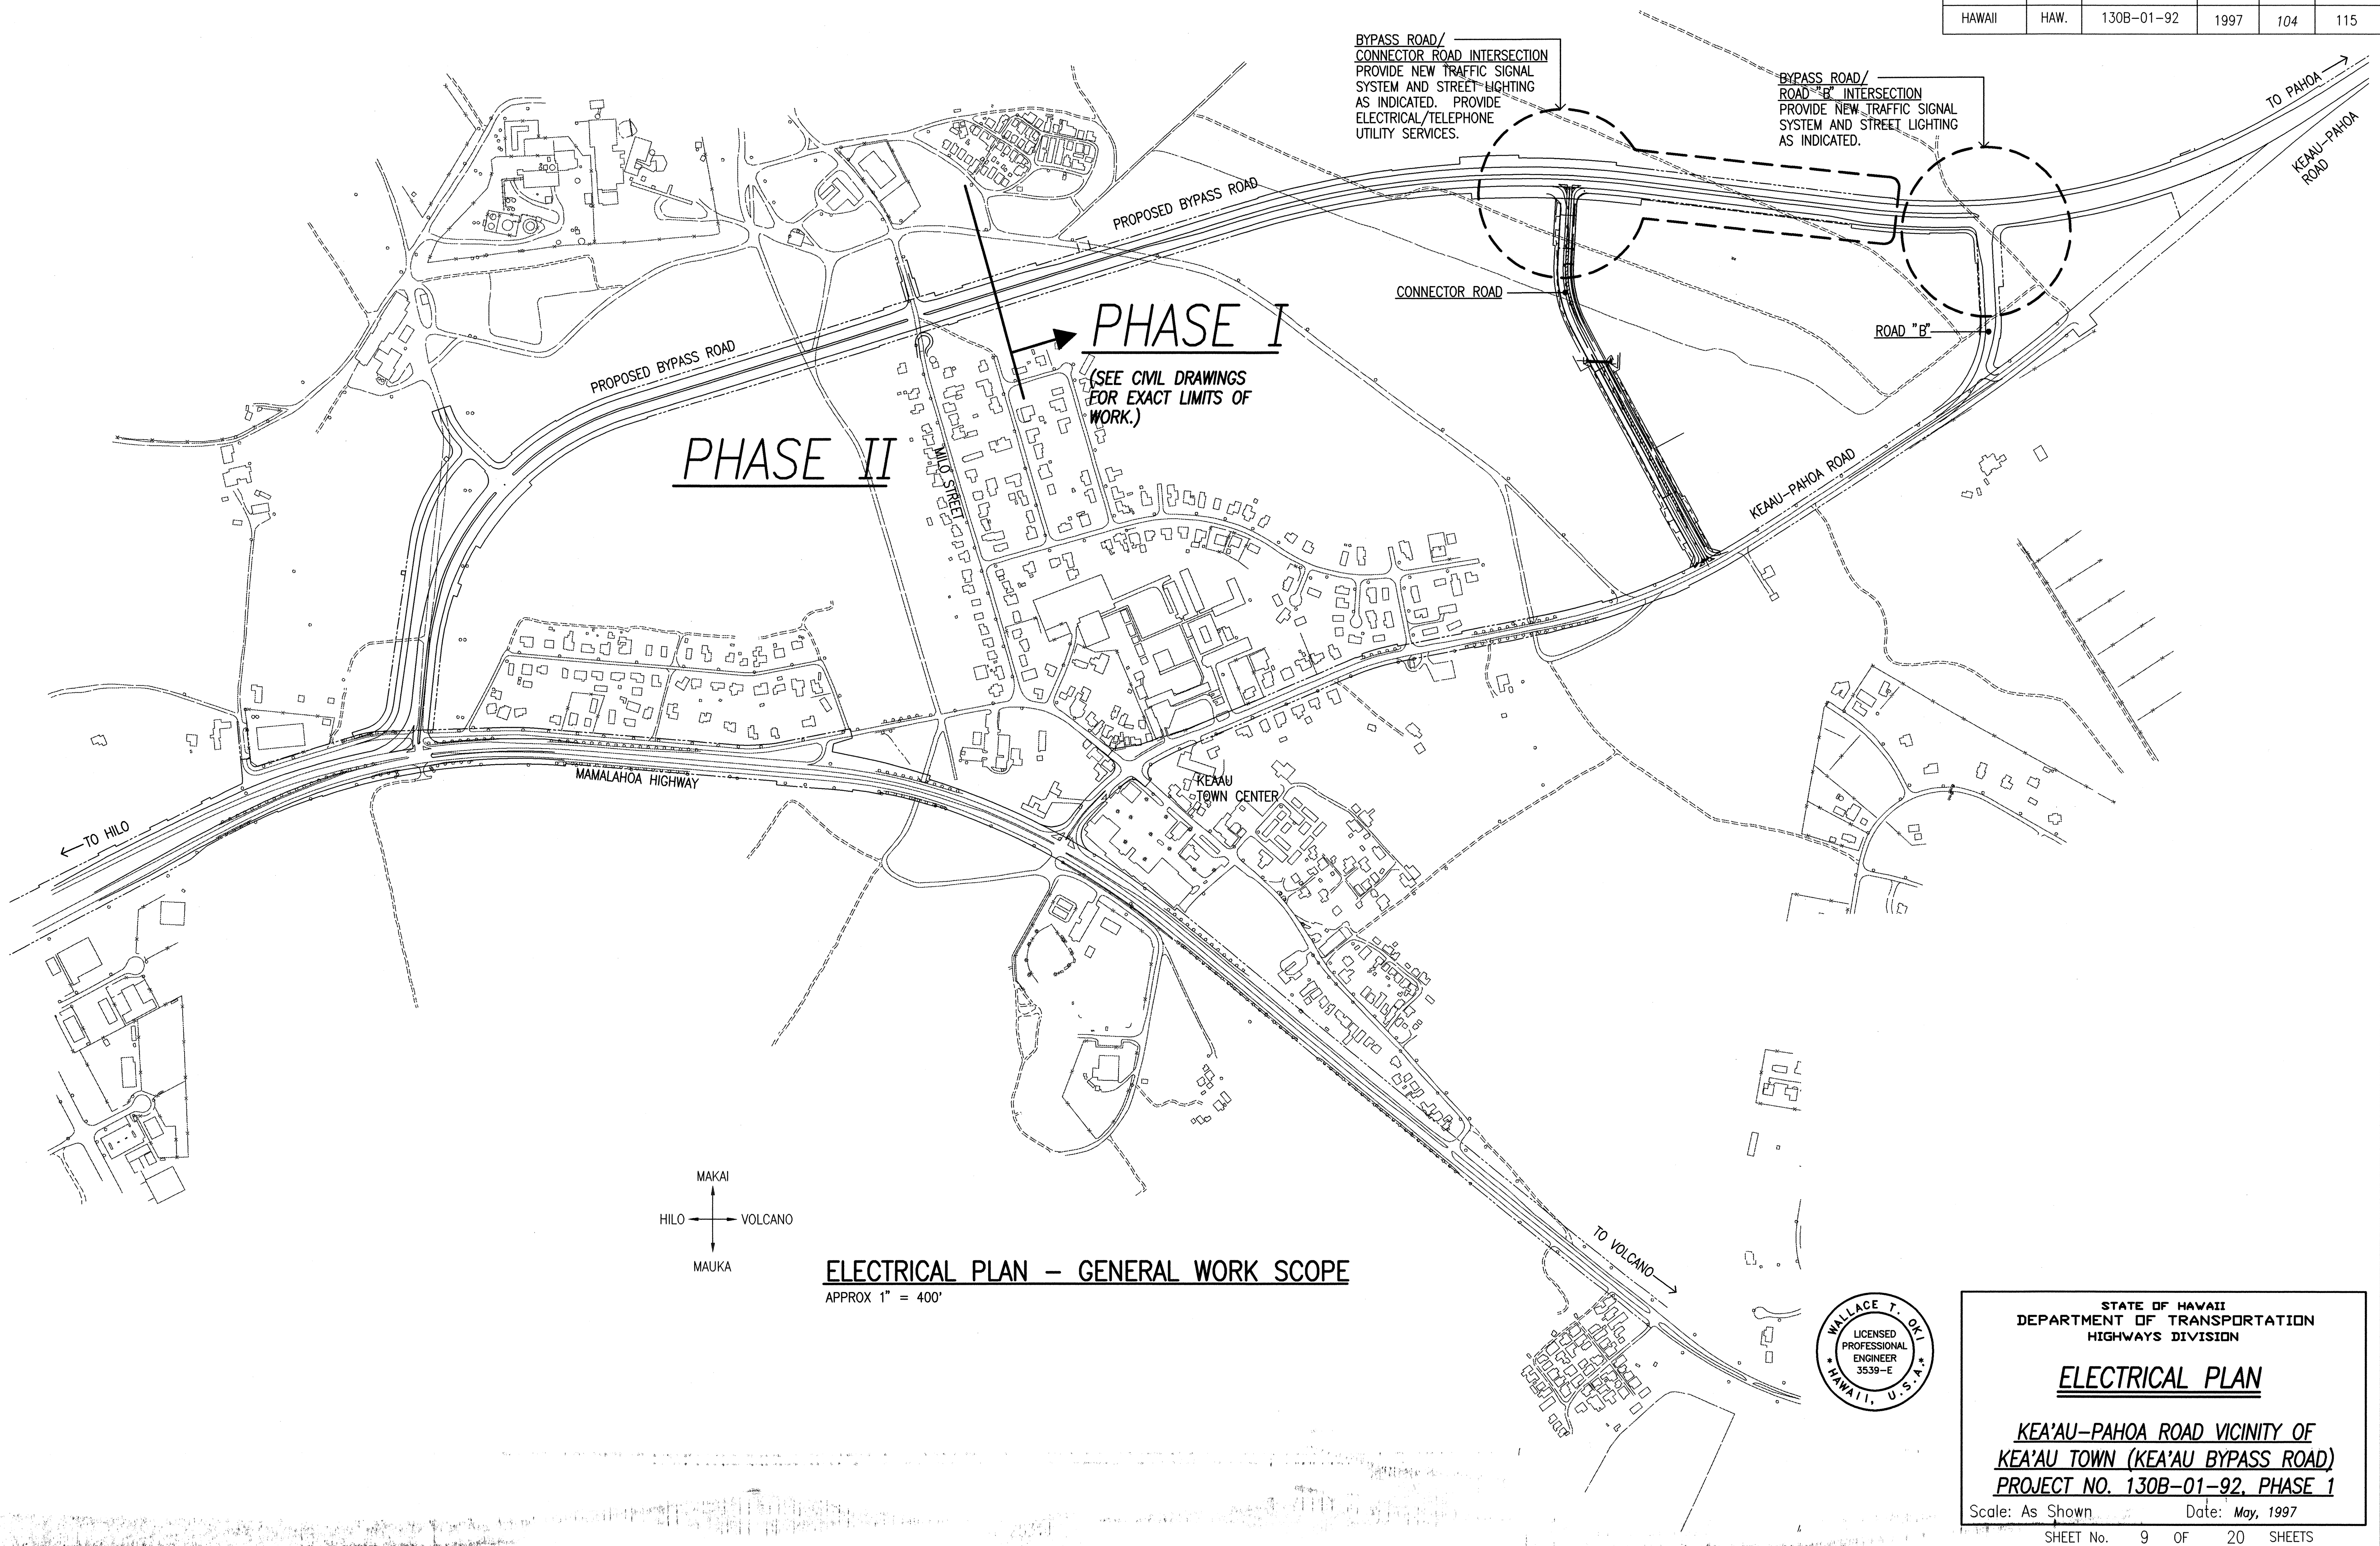 HAWAII HAW. 130B-01-92 1997 104 115
BYPASS ROAD/
CONNECTOR ROAD INTERSECTION
PROVIDE NEW TRAFFIC SIGNAL
SYSTEM AND STREET LIGHTING
AS INDICATED. PROVIDE
ELECTRICAL/TELEPHONE
UTILITY SERVICES.
BYPASS ROAD/
ROAD "B" INTERSECTION
PROVIDE NEW TRAFFIC SIGNAL
SYSTEM AND STREET LIGHTING
AS INDICATED.
TO PAHOA
KEAAU-PAHOA
ROAD
PROPOSED BYPASS ROAD
CONNECTOR ROAD
ROAD "B"
PHASE I
(SEE CIVIL DRAWINGS
FOR EXACT LIMITS OF
WORK.)
PROPOSED BYPASS ROAD
PHASE II
MILO STREET
KEAAU-PAHOA ROAD
MAMALAHOA HIGHWAY
KEAAU
TOWN CENTER
TO HILO
MAKAI
HILO VOLCANO
MAUKA
TO VOLCANO
ELECTRICAL PLAN - GENERAL WORK SCOPE
APPROX 1" = 400'
WALLACE T. OKI
LICENSED
PROFESSIONAL
ENGINEER
3539-E
* HAWAII, U.S.A. *
STATE OF HAWAII
DEPARTMENT OF TRANSPORTATION
HIGHWAYS DIVISION
ELECTRICAL PLAN
KEA'AU-PAHOA ROAD VICINITY OF
KEA'AU TOWN (KEA'AU BYPASS ROAD)
PROJECT NO. 130B-01-92, PHASE 1
Scale: As Shown Date: May, 1997
SHEET No. 9 OF 20 SHEETS